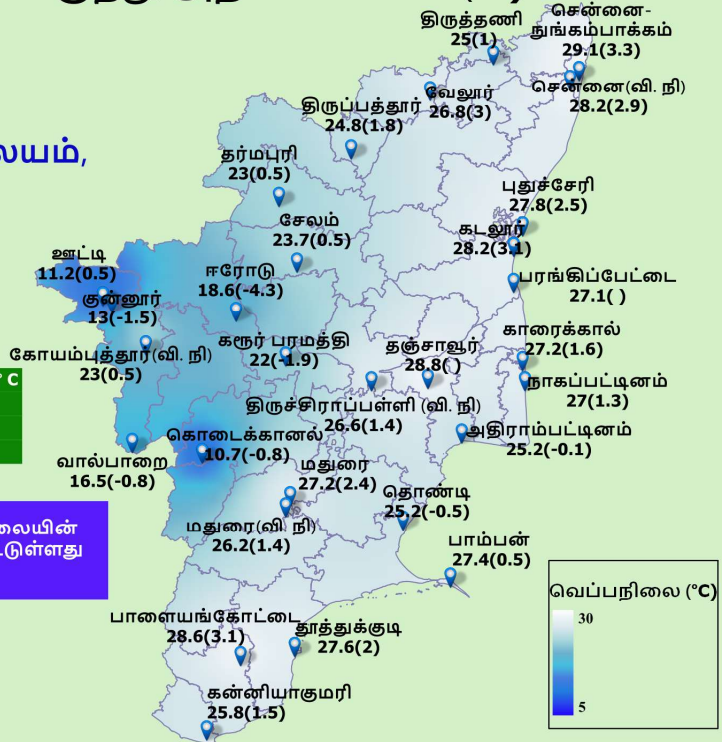 திருத்தணி
25(1)
சென்னை-
நுங்கம்பாக்கம்
29.1(3.3)
சென்னை(வி. நி)
28.2(2.9)
வேலூர்
26.8(3)
திருப்பத்தூர்
24.8(1.8)
லயம்,
தர்மபுரி
23(0.5)
புதுச்சேரி
27.8(2.5)
சேலம்
23.7(0.5)
கடலூர்
28.2(3.1)
ஊட்டி
11.2(0.5)
குன்னூர்
13(-1.5)
ஈரோடு
18.6(-4.3)
பரங்கிப்பேட்டை
27.1( )
கோயம்புத்தூர்(வி. நி)
23(0.5)
கரூர் பரமத்தி
22(-1.9)
தஞ்சாவூர்
28.8( )
காரைக்கால்
27.2(1.6)
° C
நாகப்பட்டினம்
27(1.3)
திருச்சிராப்பள்ளி (வி. நி)
26.6(1.4)
அதிராம்பட்டினம்
25.2(-0.1)
கொடைக்கானல்
10.7(-0.8)
வால்பாறை
16.5(-0.8)
மதுரை
27.2(2.4)
தொண்டி
25.2(-0.5)
மதுரை(வி நி)
26.2(1.4)
லையின்
டுள்ளது
பாம்பன்
27.4(0.5)
வெப்பநிலை (°C)
30
5
பாளையங்கோட்டை
28.6(3.1)
தூத்துக்குடி
27.6(2)
கன்னியாகுமரி
25.8(1.5)